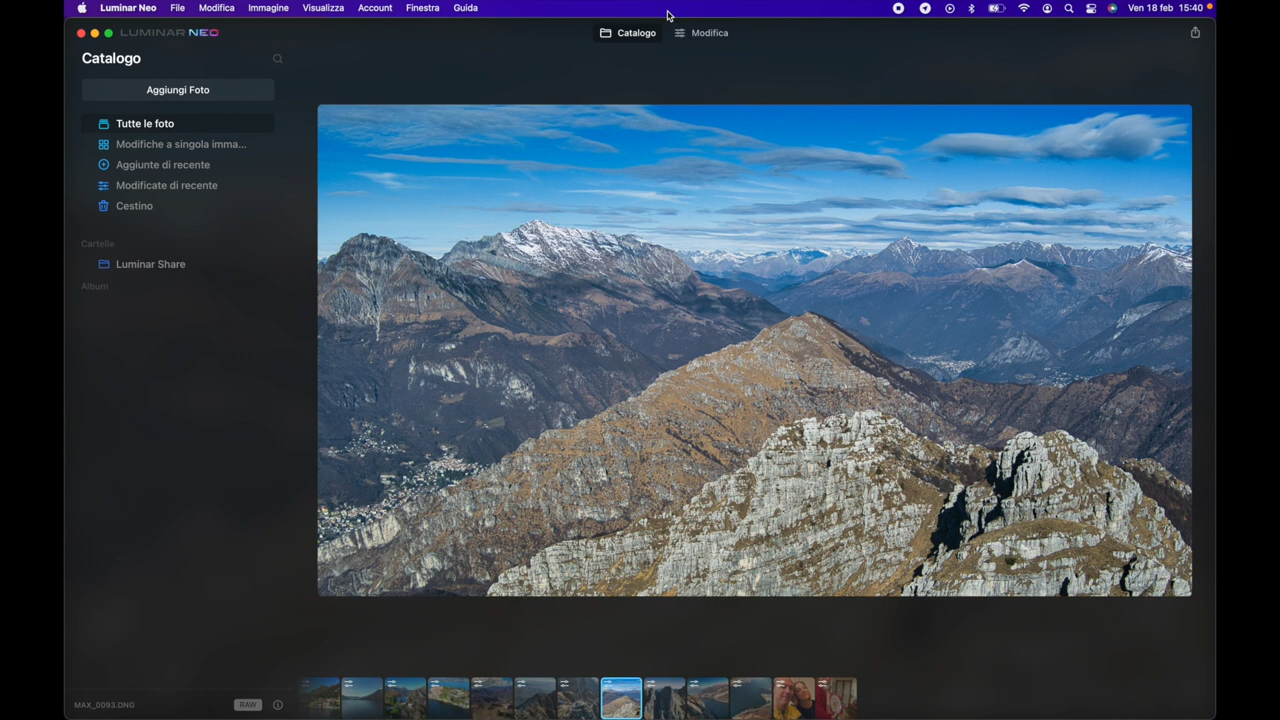 Luminar Neo File Modifica Immagine Visualizza Account Finestra Guida Ven 18 feb 15:40
LUMINAR NEO Catalogo Modifica
Catalogo
Aggiungi Foto
Tutte le foto
Modifiche a singola imma...
Aggiunte di recente
Modificate di recente
Cestino
Cartelle
Luminar Share
Album
MAX_0093.DNG RAW